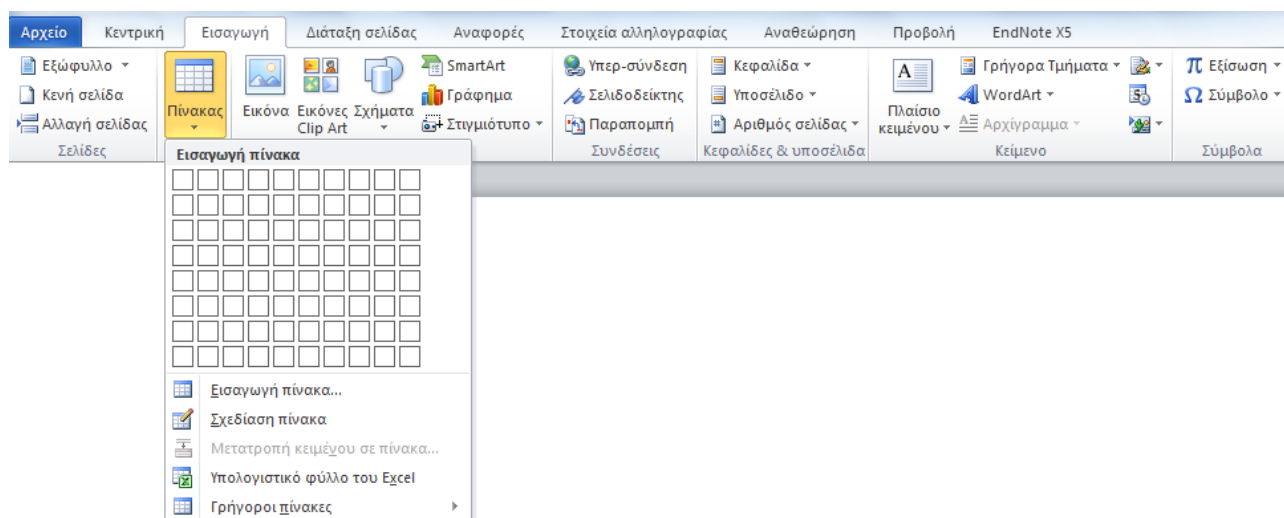 Αρχείο Κεντρική Εισαγωγή Διάταξη σελίδας Αναφορές Στοιχεία αλληλογραφίας Αναθεώρηση Προβολή EndNote X5
Εξώφυλλο
Κενή σελίδα
Αλλαγή σελίδας
Σελίδες
Πίνακας
Εικόνα
Εικόνες
Clip Art
Σχήματα
SmartArt
Γράφημα
Στιγμιότυπο
Υπερ-σύνδεση
Σελιδοδείκτης
Παραπομπή
Συνδέσεις
Κεφαλίδα
Υποσέλιδο
Αριθμός σελίδας
Κεφαλίδες & υποσέλιδα
Πλαίσιο
κειμένου
Γρήγορα Τμήματα
WordArt
Αρχίγραμμα
Κείμενο
Εξίσωση
Σύμβολο
Σύμβολα
Εισαγωγή πίνακα
Εισαγωγή πίνακα...
Σχεδίαση πίνακα
Μετατροπή κειμένου σε πίνακα...
Υπολογιστικό φύλλο του Excel
Γρήγοροι πίνακες